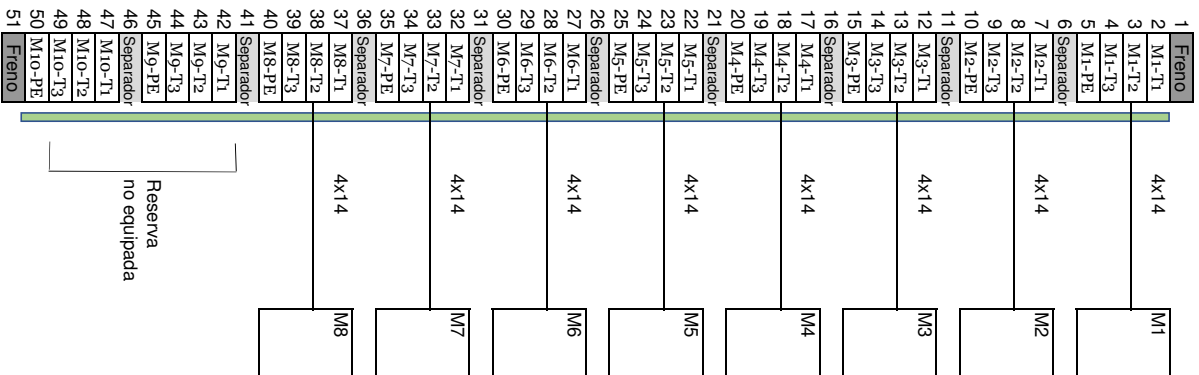 1 Freno
2 M1-T1 4x14 M1
3 M1-T2
4 M1-T3
5 M1-PE
6 Separador
7 M2-T1 4x14 M2
8 M2-T2
9 M2-T3
10 M2-PE
11 Separador
12 M3-T1 4x14 M3
13 M3-T2
14 M3-T3
15 M3-PE
16 Separador
17 M4-T1 4x14 M4
18 M4-T2
19 M4-T3
20 M4-PE
21 Separador
22 M5-T1 4x14 M5
23 M5-T2
24 M5-T3
25 M5-PE
26 Separador
27 M6-T1 4x14 M6
28 M6-T2
29 M6-T3
30 M6-PE
31 Separador
32 M7-T1 4x14 M7
33 M7-T2
34 M7-T3
35 M7-PE
36 Separador
37 M8-T1 4x14 M8
38 M8-T2
39 M8-T3
40 M8-PE
41 Separador
42 M9-T1
43 M9-T2
44 M9-T3
45 M9-PE Reserva
46 Separador no equipada
47 M10-T1
48 M10-T2
49 M10-T3
50 M10-PE
51 Freno